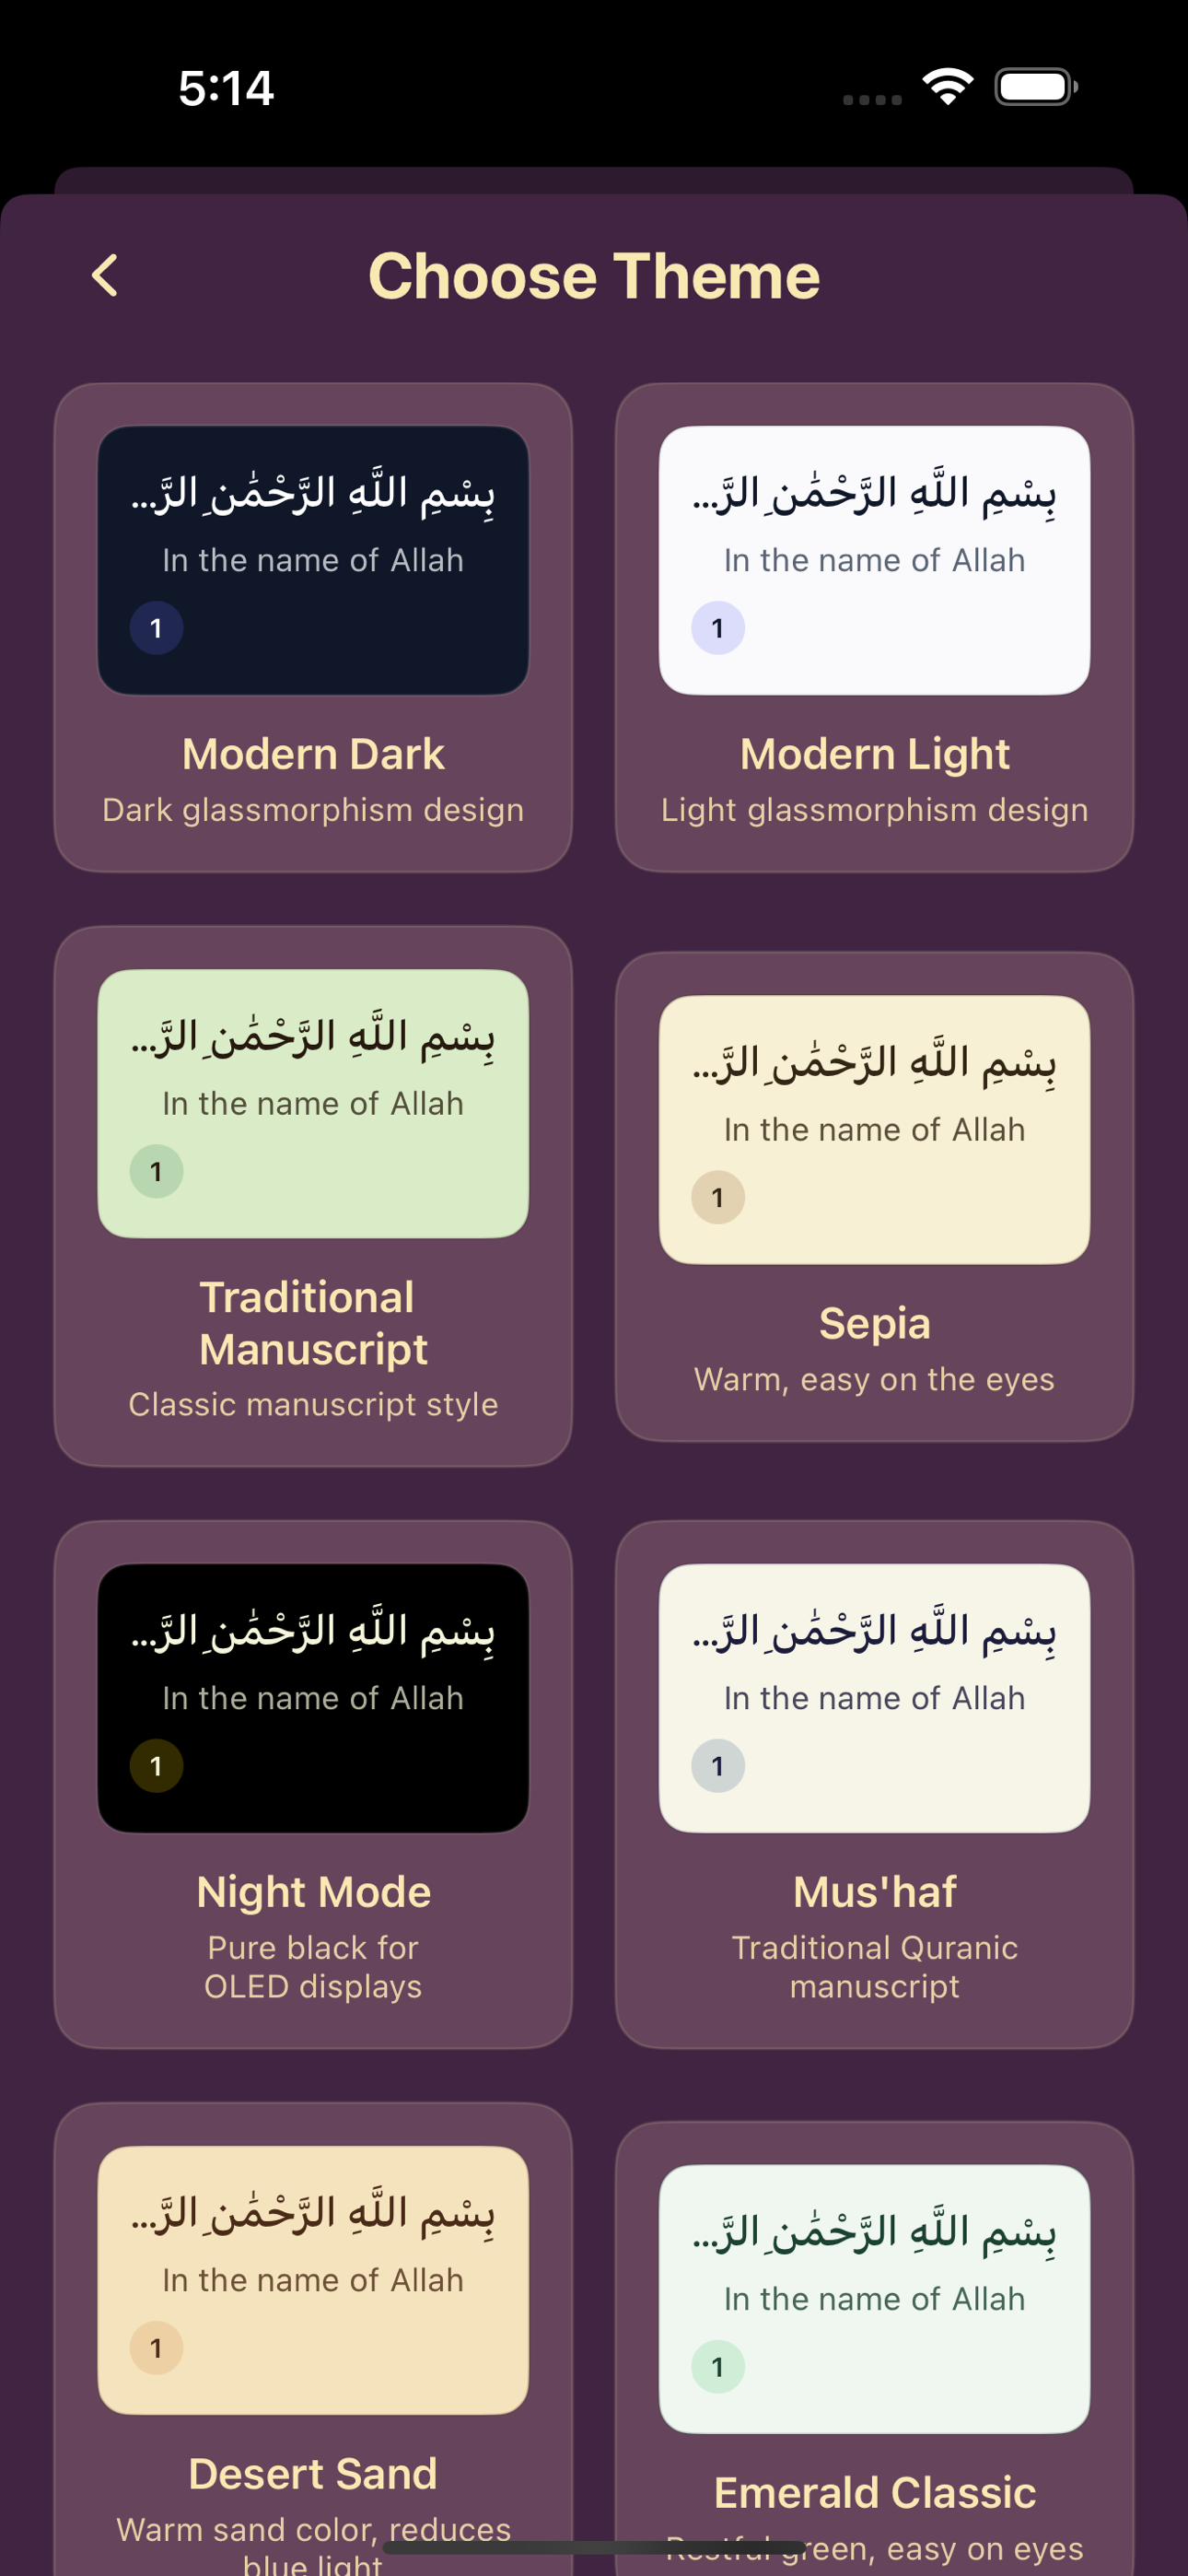 5:14
Choose Theme
بِسْمِ اللَّهِ الرَّحْمَٰنِ الرَّ...
In the name of Allah
1
Modern Dark
Dark glassmorphism design
بِسْمِ اللَّهِ الرَّحْمَٰنِ الرَّ...
In the name of Allah
1
Modern Light
Light glassmorphism design
بِسْمِ اللَّهِ الرَّحْمَٰنِ الرَّ...
In the name of Allah
1
Traditional
Manuscript
Classic manuscript style
بِسْمِ اللَّهِ الرَّحْمَٰنِ الرَّ...
In the name of Allah
1
Sepia
Warm, easy on the eyes
بِسْمِ اللَّهِ الرَّحْمَٰنِ الرَّ...
In the name of Allah
1
Night Mode
Pure black for
OLED displays
بِسْمِ اللَّهِ الرَّحْمَٰنِ الرَّ...
In the name of Allah
1
Mus'haf
Traditional Quranic
manuscript
بِسْمِ اللَّهِ الرَّحْمَٰنِ الرَّ...
In the name of Allah
1
Desert Sand
Warm sand color, reduces
blue light
بِسْمِ اللَّهِ الرَّحْمَٰنِ الرَّ...
In the name of Allah
1
Emerald Classic
Restful green, easy on eyes